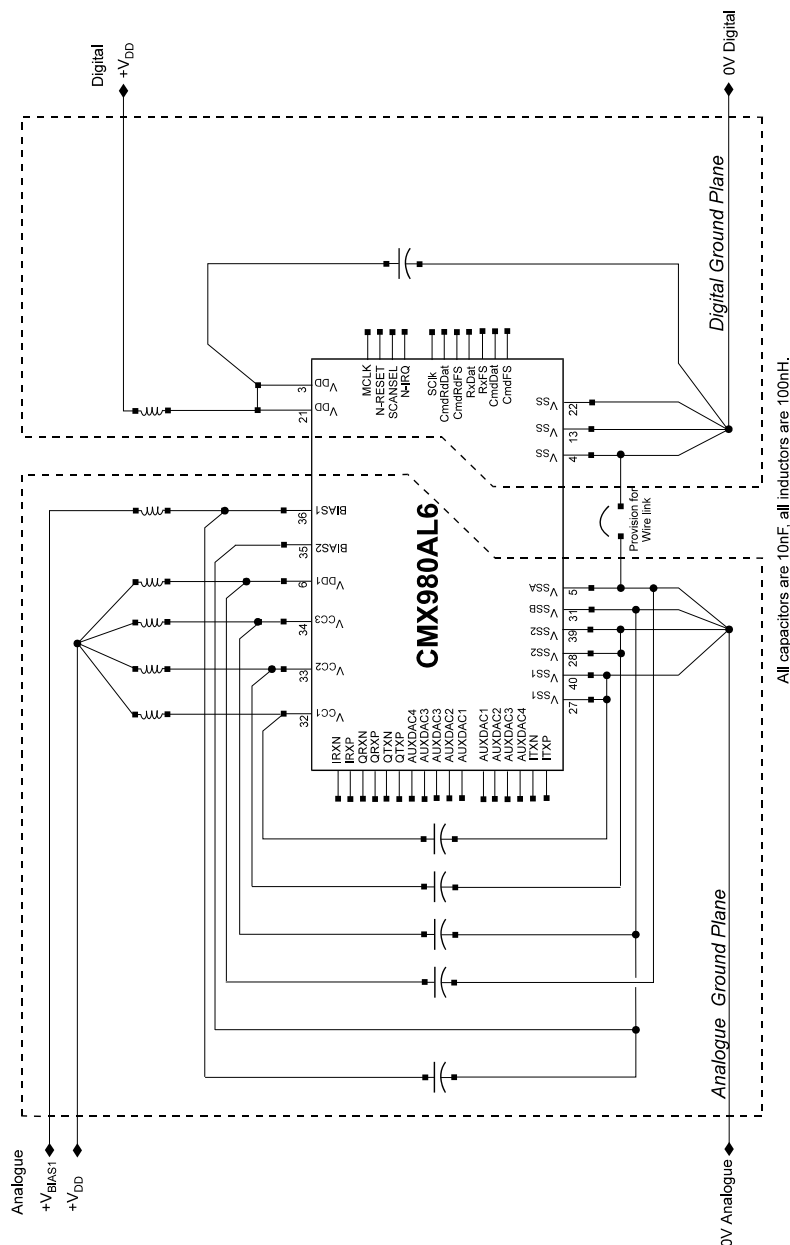 Analogue
+VBIAS1
+VDD
Digital
+VDD
32
33
34
6
35
36
21
3
VCC1
VCC2
VCC3
VDD1
BIAS2
BIAS1
VDD
VDD
IRXN
IRXP
QRXN
QRXP
QTXN
QTXP
AUXDAC4
AUXDAC3
AUXDAC3
AUXDAC2
AUXDAC1
AUXDAC1
AUXDAC2
AUXDAC3
AUXDAC4
ITXN
ITXP
CMX980AL6
MCLK
N-RESET
SCANSEL
N-IRQ
SClk
CmdRdDat
CmdRdFS
RxDat
RxFS
CmdDat
CmdFS
VSS1
VSS1
VSS2
VSS2
VSSB
VSSA
VSS
VSS
VSS
27
40
28
39
31
5
4
13
22
Provision for
Wire link
Analogue Ground Plane
Digital Ground Plane
0V Analogue
0V Digital
All capacitors are 10nF, all inductors are 100nH.